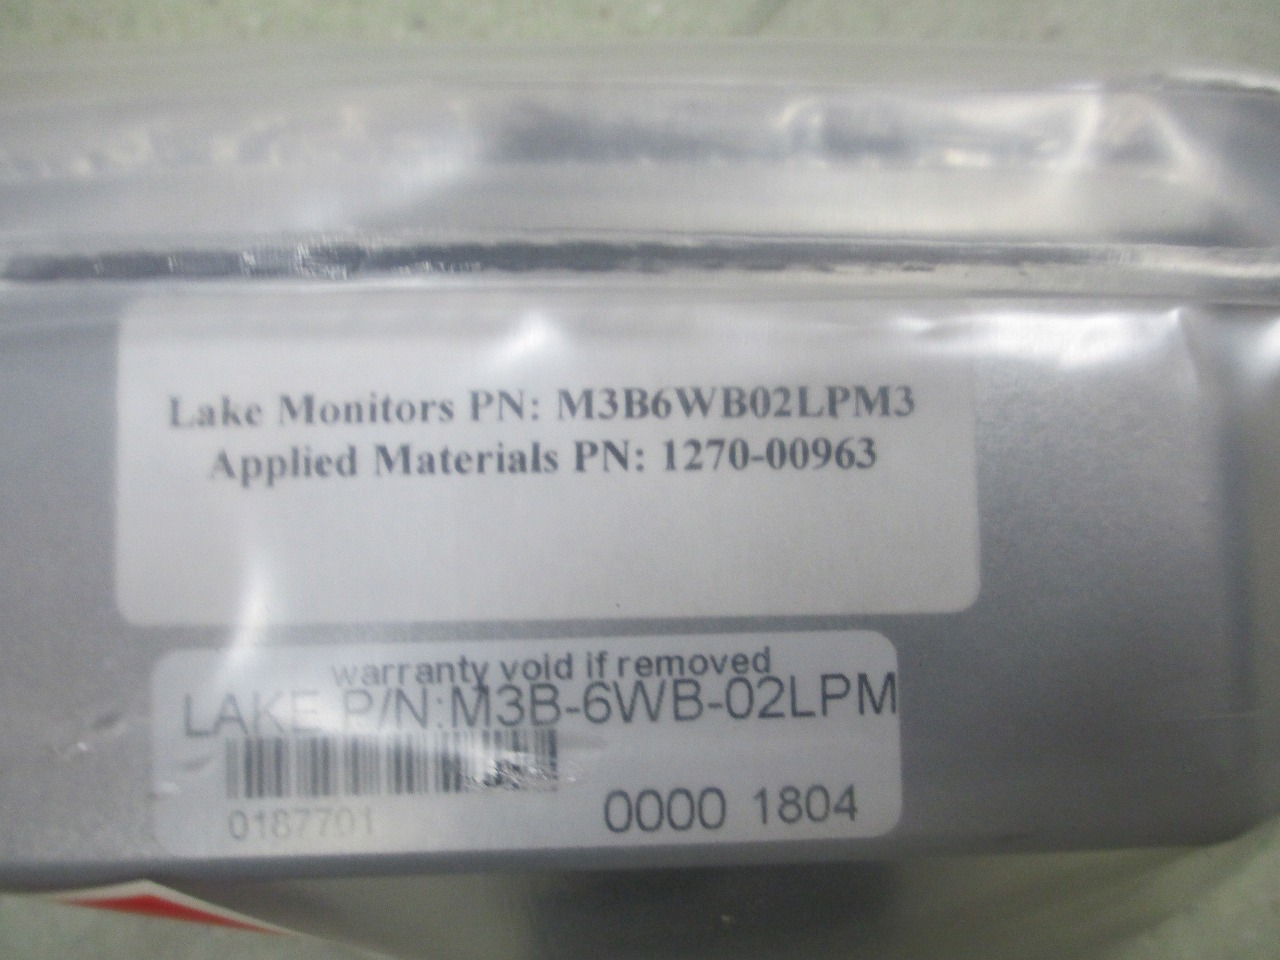 Lake Monitors PN: M3B6WB02LPM3
Applied Materials PN: 1270-00963
warranty void if removed
LAKE P/N:M3B-6WB-02LPM
0187701
0000 1804